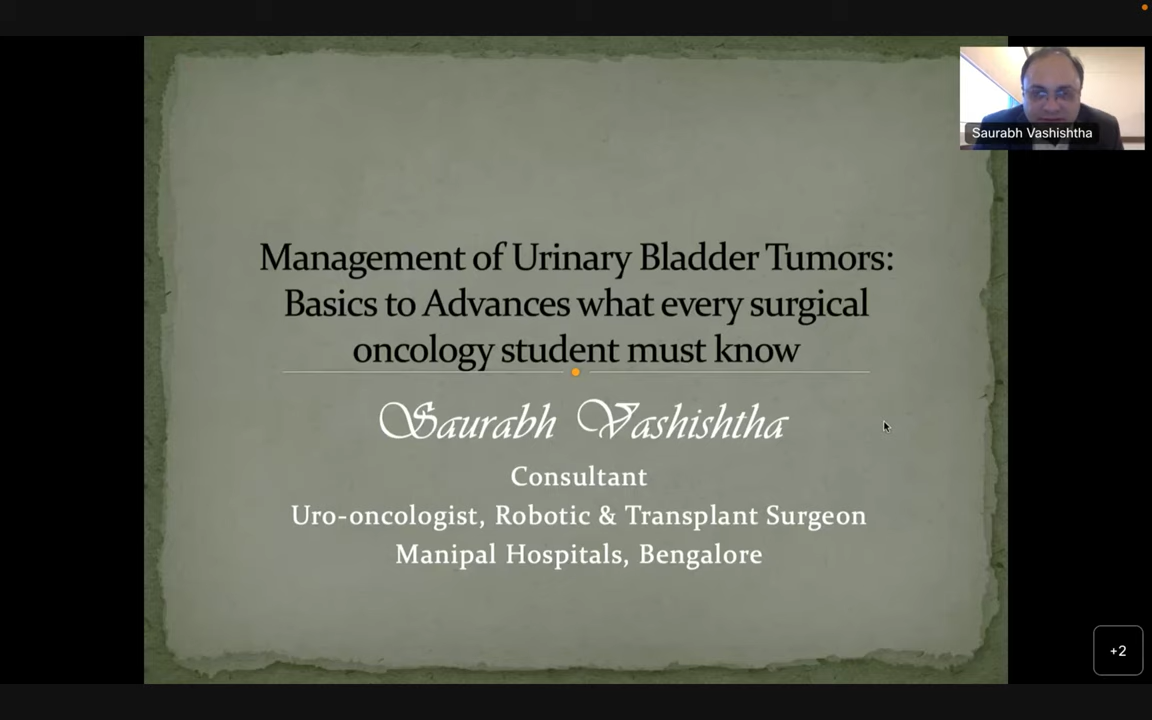 Management of Urinary Bladder Tumors:
Basics to Advances what every surgical
oncology student must know
Saurabh Vashishtha
Consultant
Uro-oncologist, Robotic & Transplant Surgeon
Manipal Hospitals, Bengalore
Saurabh Vashishtha
+2